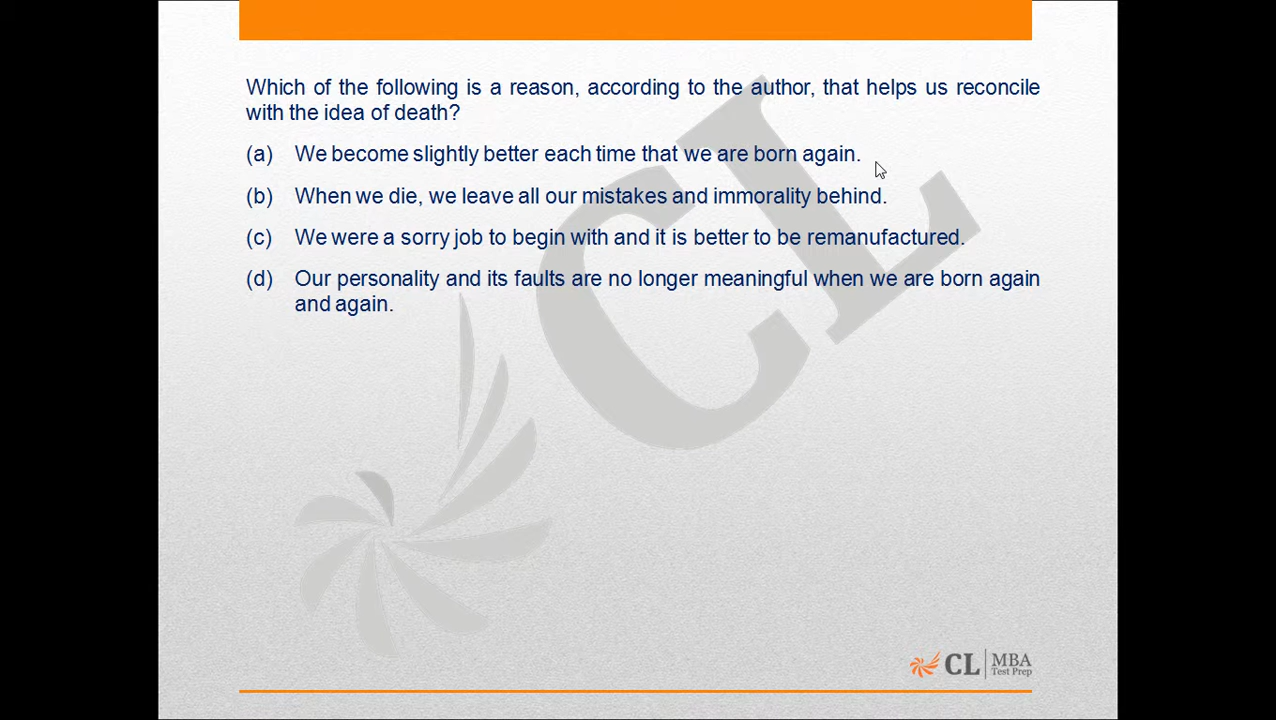 Which of the following is a reason, according to the author, that helps us reconcile
with the idea of death?
(a) We become slightly better each time that we are born again.
(b) When we die, we leave all our mistakes and immorality behind.
(c) We were a sorry job to begin with and it is better to be remanufactured.
(d) Our personality and its faults are no longer meaningful when we are born again
and again.
CL
CL MBA
Test Prep